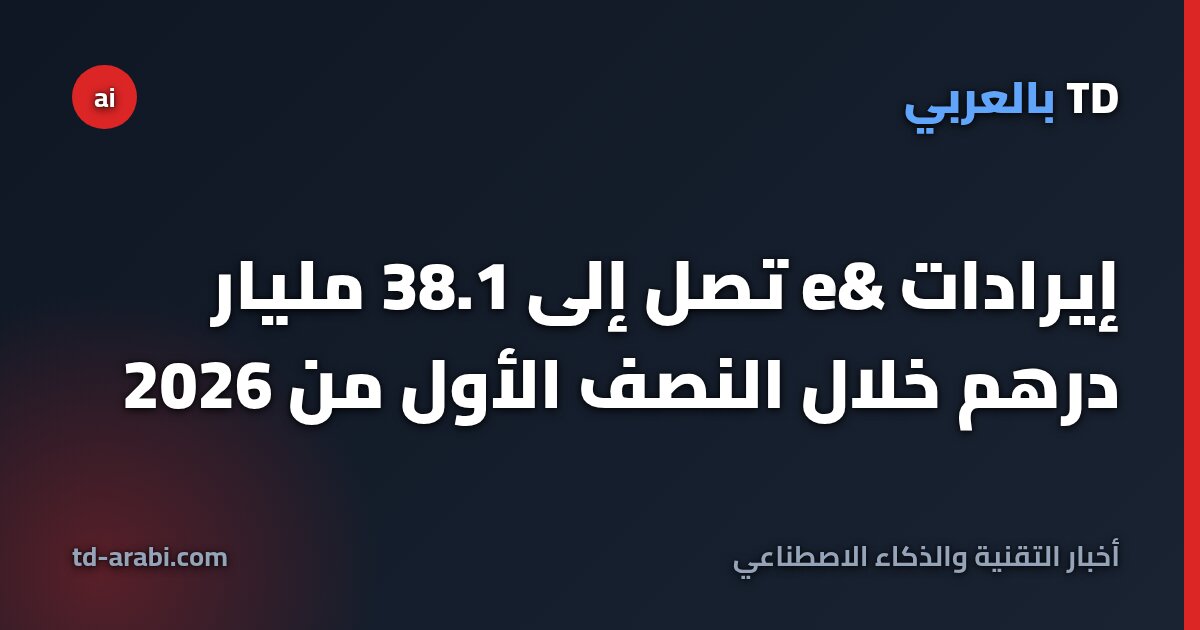 TD بالعربي
ai
إيرادات e& تصل إلى 38.1 مليار
درهم خلال النصف الأول من 2026
أخبار التقنية والذكاء الاصطناعي
td-arabi.com